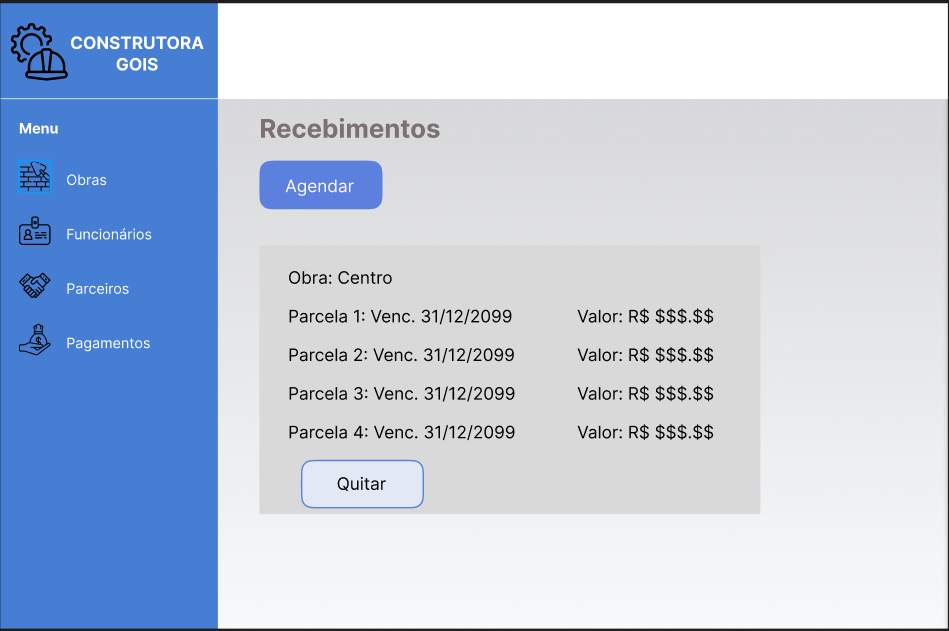 CONSTRUTORA
GOIS
Menu
Obras
Funcionários
Parceiros
Pagamentos
Recebimentos
Agendar
Obra: Centro
Parcela 1: Venc. 31/12/2099 Valor: R$ $$$.$$
Parcela 2: Venc. 31/12/2099 Valor: R$ $$$.$$
Parcela 3: Venc. 31/12/2099 Valor: R$ $$$.$$
Parcela 4: Venc. 31/12/2099 Valor: R$ $$$.$$
Quitar